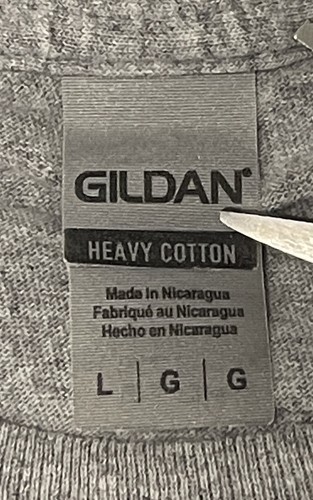 GILDAN®
HEAVY COTTON
Made in Nicaragua
Fabriqué au Nicaragua
Hecho en Nicaragua
L | G | G